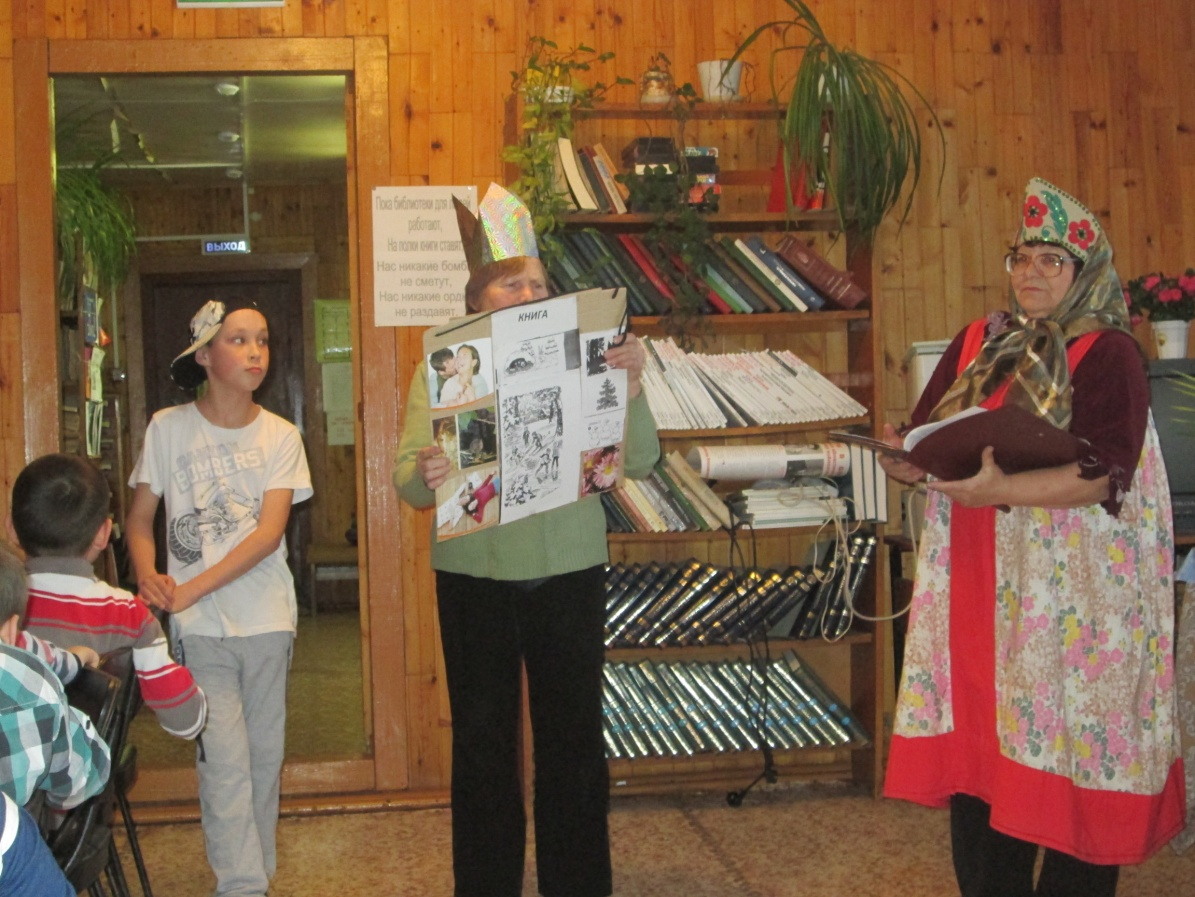 ВЫХОД
Пока библиотеки для
работают,
На полки книги ставят
Нас никакие бомбы
не сметут,
Нас никакие
не раздавят.
КНИГА
BOMBERS